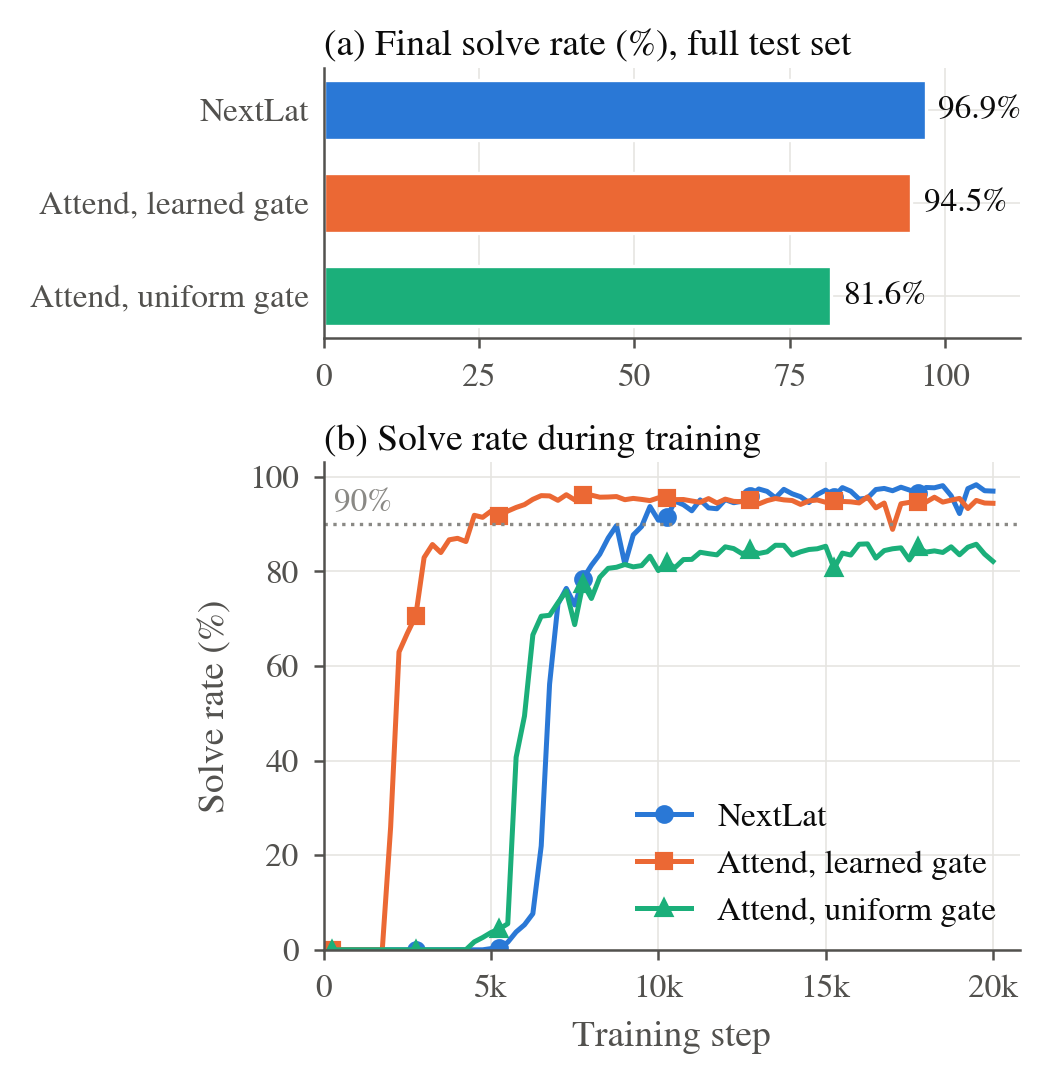 (a) Final solve rate (%), full test set
NextLat
96.9%
Attend, learned gate
94.5%
Attend, uniform gate
81.6%
0 25 50 75 100
(b) Solve rate during training
100
90%
80
60
40
20
0
Solve rate (%)
NextLat
Attend, learned gate
Attend, uniform gate
0 5k 10k 15k 20k
Training step